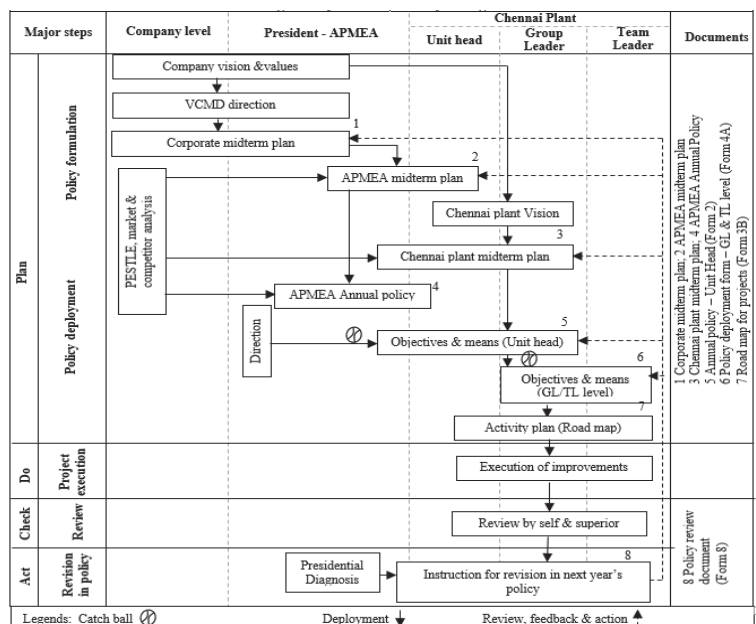 Major steps
Company level
President - APMEA
Chennai Plant
Unit head
Group
Leader
Team
Leader
Documents
Plan
Policy formulation
Policy deployment
Company vision &values
VCMD direction
1
Corporate midterm plan
2
APMEA midterm plan
PESTLE, market &
competitor analysis
Chennai plant Vision
3
Chennai plant midterm plan
APMEA Annual policy
4
Direction
5
Objectives & means (Unit head)
6
Objectives & means
(GL/TL level)
7
Activity plan (Road map)
1 Corporate midterm plan; 2 APMEA midterm plan
3 Chennai plant midterm plan; 4 APMEA Annual Policy
5 Annual policy – Unit Head (Form 2)
6 Policy deployment form – GL & TL level (Form 4A)
7 Road map for projects (Form 3B)
Do
Project
execution
Execution of improvements
Check
Review
Review by self & superior
Act
Revision
in policy
Presidential
Diagnosis
8
Instruction for revision in next year's
policy
8 Policy review
document
(Form 8)
Legends: Catch ball
Deployment
Review, feedback & action